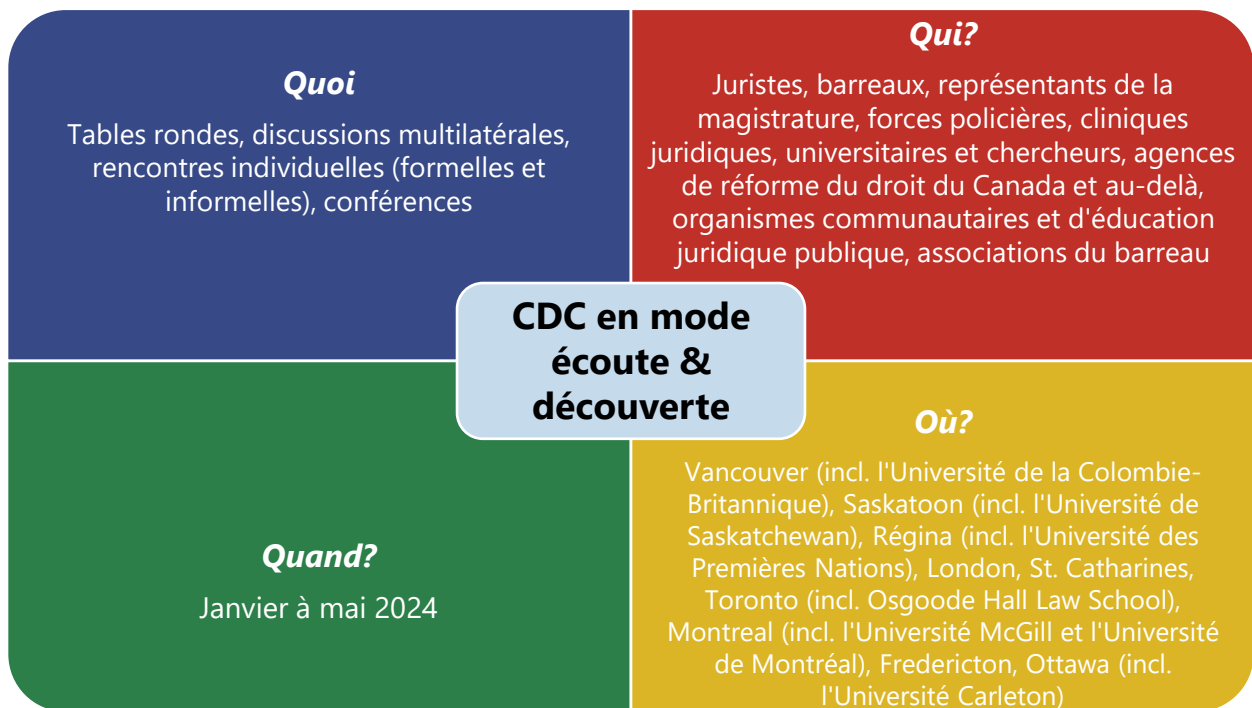 Quoi
Tables rondes, discussions multilatérales,
rencontres individuelles (formelles et
informelles), conférences
Qui?
Juristes, barreaux, représentants de la
magistrature, forces policières, cliniques
juridiques, universitaires et chercheurs, agences
de réforme du droit du Canada et au-delà,
organismes communautaires et d'éducation
juridique publique, associations du barreau
CDC en mode
écoute &
découverte
Quand?
Janvier à mai 2024
Où?
Vancouver (incl. l'Université de la Colombie-
Britannique), Saskatoon (incl. l'Université de
Saskatchewan), Régina (incl. l'Université des
Premières Nations), London, St. Catharines,
Toronto (incl. Osgoode Hall Law School),
Montreal (incl. l'Université McGill et l'Université
de Montréal), Fredericton, Ottawa (incl.
l'Université Carleton)